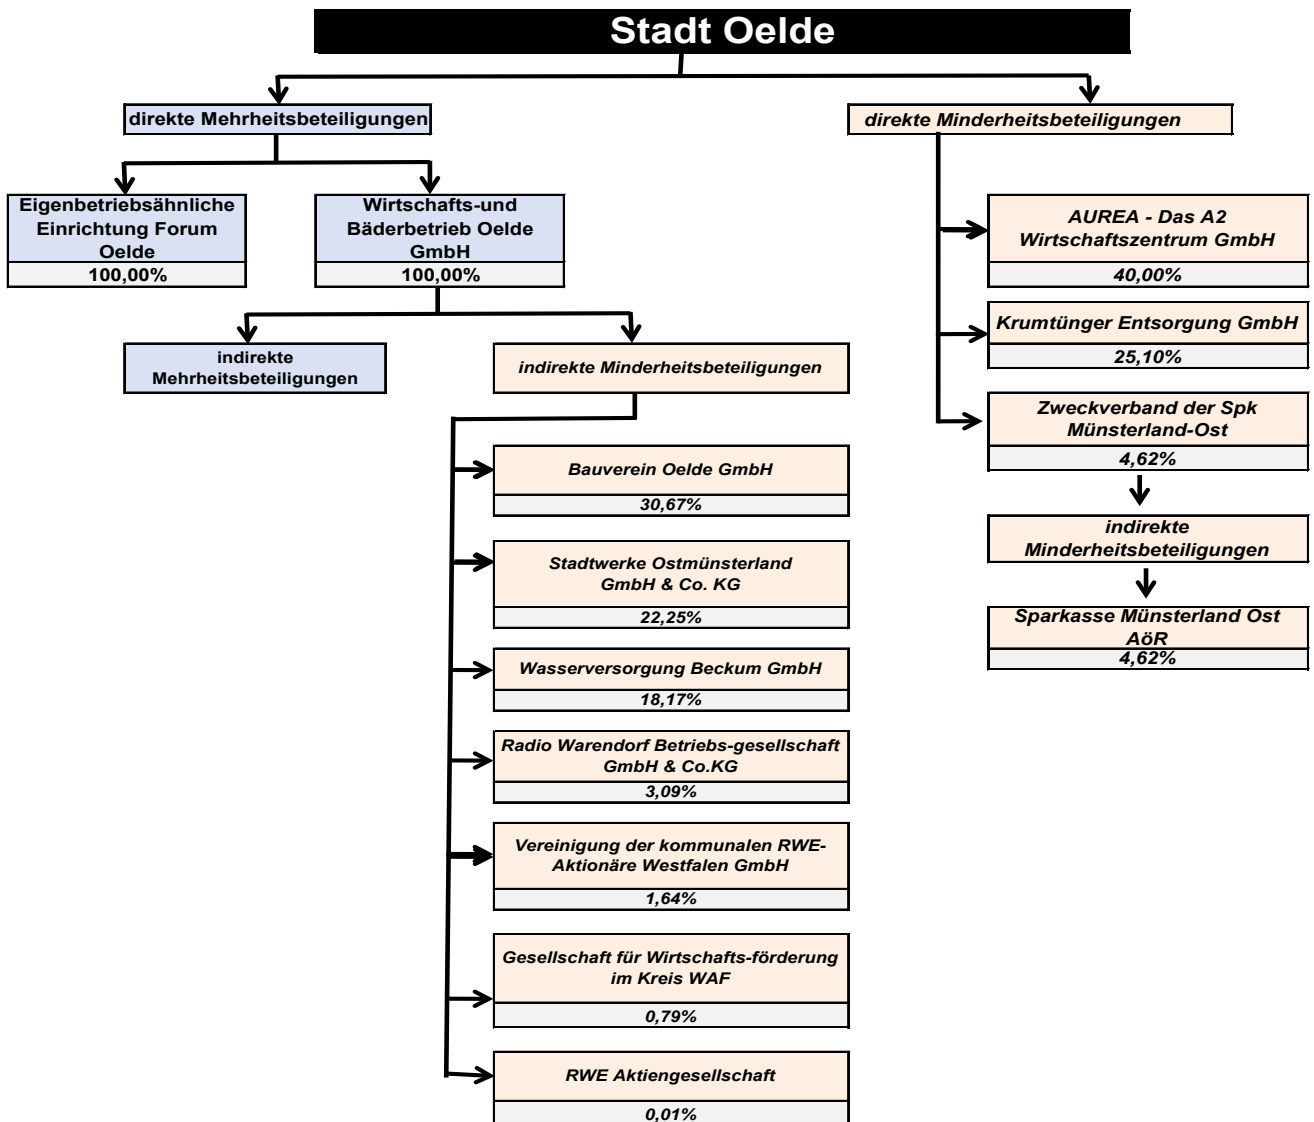 Stadt Oelde
direkte Mehrheitsbeteiligungen
direkte Minderheitsbeteiligungen
Eigenbetriebsähnliche
Einrichtung Forum
Oelde
100,00%
Wirtschafts-und
Bäderbetrieb Oelde
GmbH
100,00%
indirekte
Mehrheitsbeteiligungen
indirekte Minderheitsbeteiligungen
Bauverein Oelde GmbH
30,67%
Stadtwerke Ostmünsterland
GmbH & Co. KG
22,25%
Wasserversorgung Beckum GmbH
18,17%
Radio Warendorf Betriebs-gesellschaft
GmbH & Co.KG
3,09%
Vereinigung der kommunalen RWE-
Aktionäre Westfalen GmbH
1,64%
Gesellschaft für Wirtschafts-förderung
im Kreis WAF
0,79%
RWE Aktiengesellschaft
0,01%
AUREA - Das A2
Wirtschaftszentrum GmbH
40,00%
Krumtünger Entsorgung GmbH
25,10%
Zweckverband der Spk
Münsterland-Ost
4,62%
indirekte
Minderheitsbeteiligungen
Sparkasse Münsterland Ost
AöR
4,62%